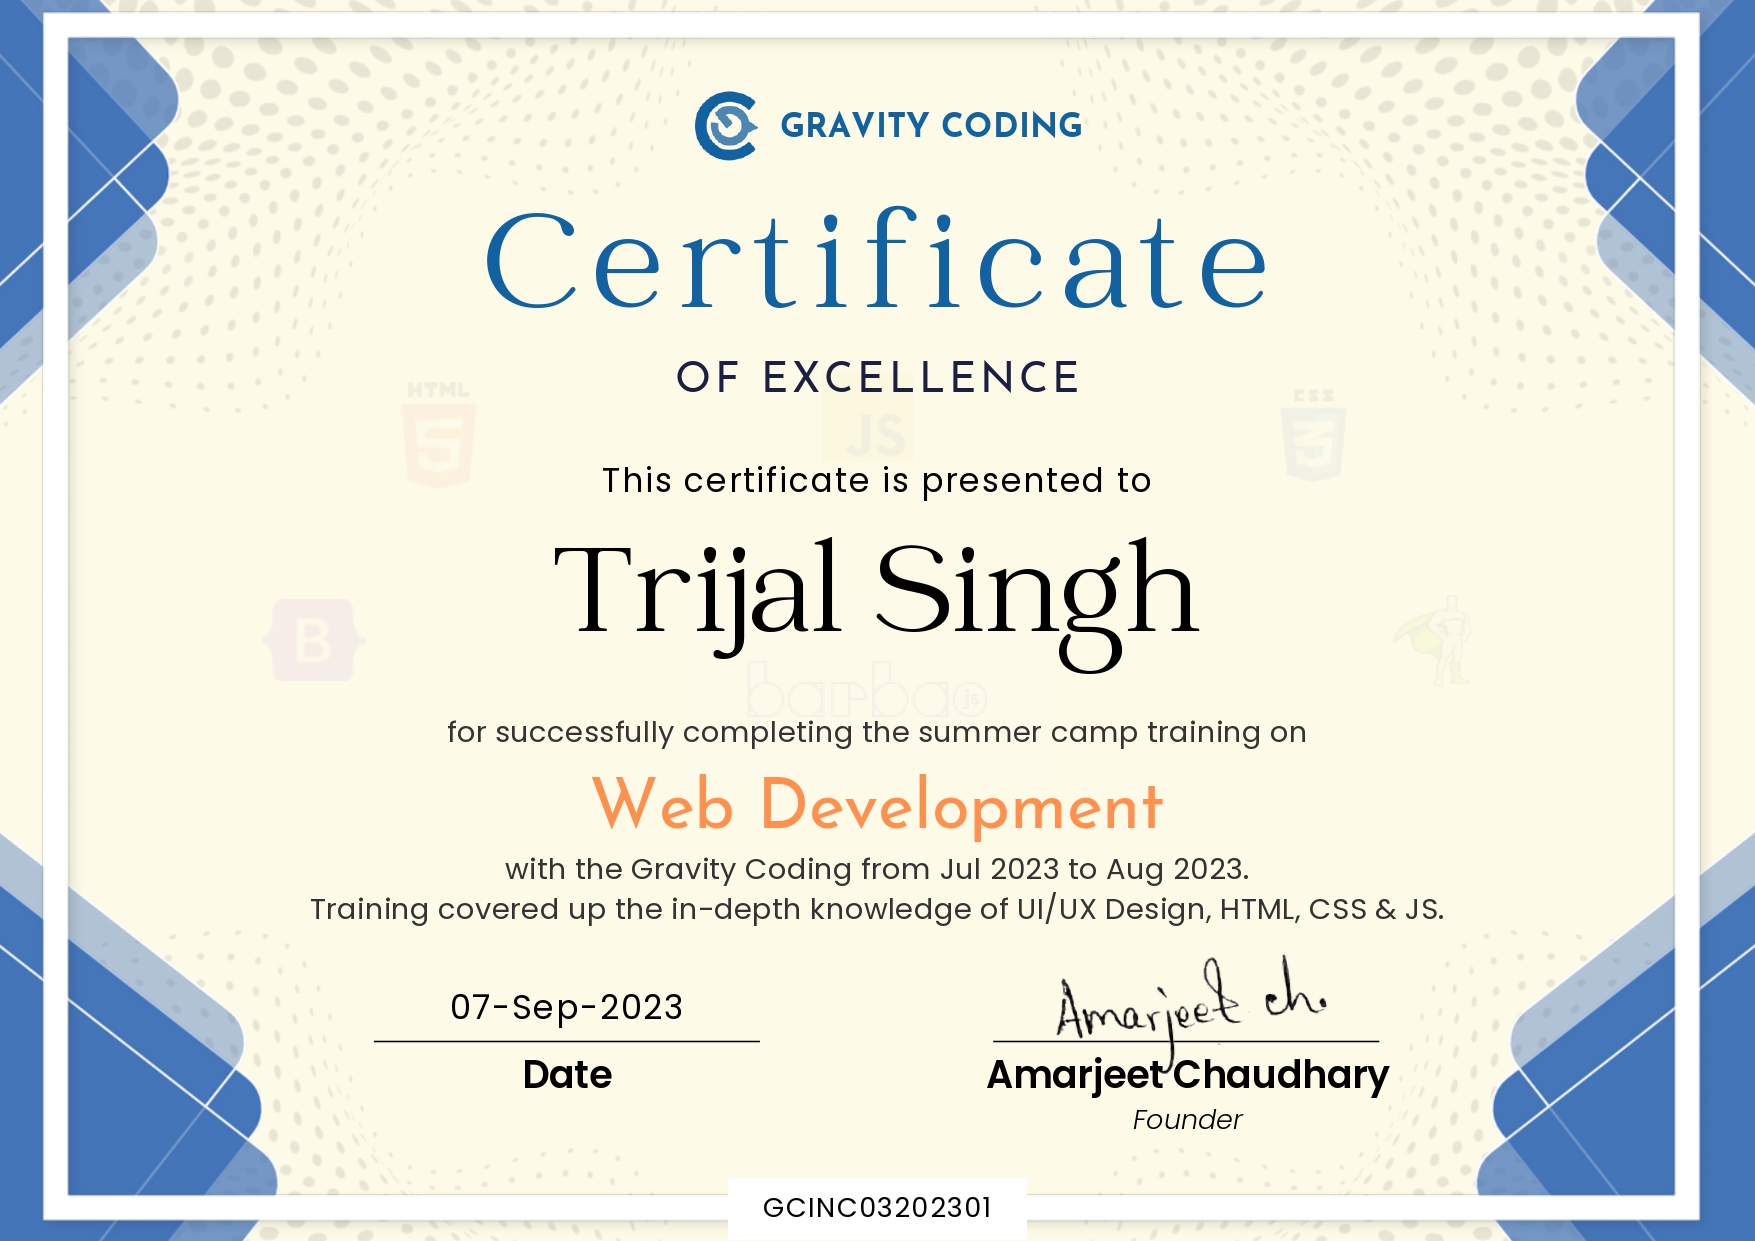 GRAVITY CODING
Certificate
OF EXCELLENCE
HTML
5
JS
CSS
3
This certificate is presented to
Trijal Singh
B
barba js
for successfully completing the summer camp training on
Web Development
with the Gravity Coding from Jul 2023 to Aug 2023.
Training covered up the in-depth knowledge of UI/UX Design, HTML, CSS & JS.
07-Sep-2023
Amarjeet ch.
Date
Amarjeet Chaudhary
Founder
GCINC03202301